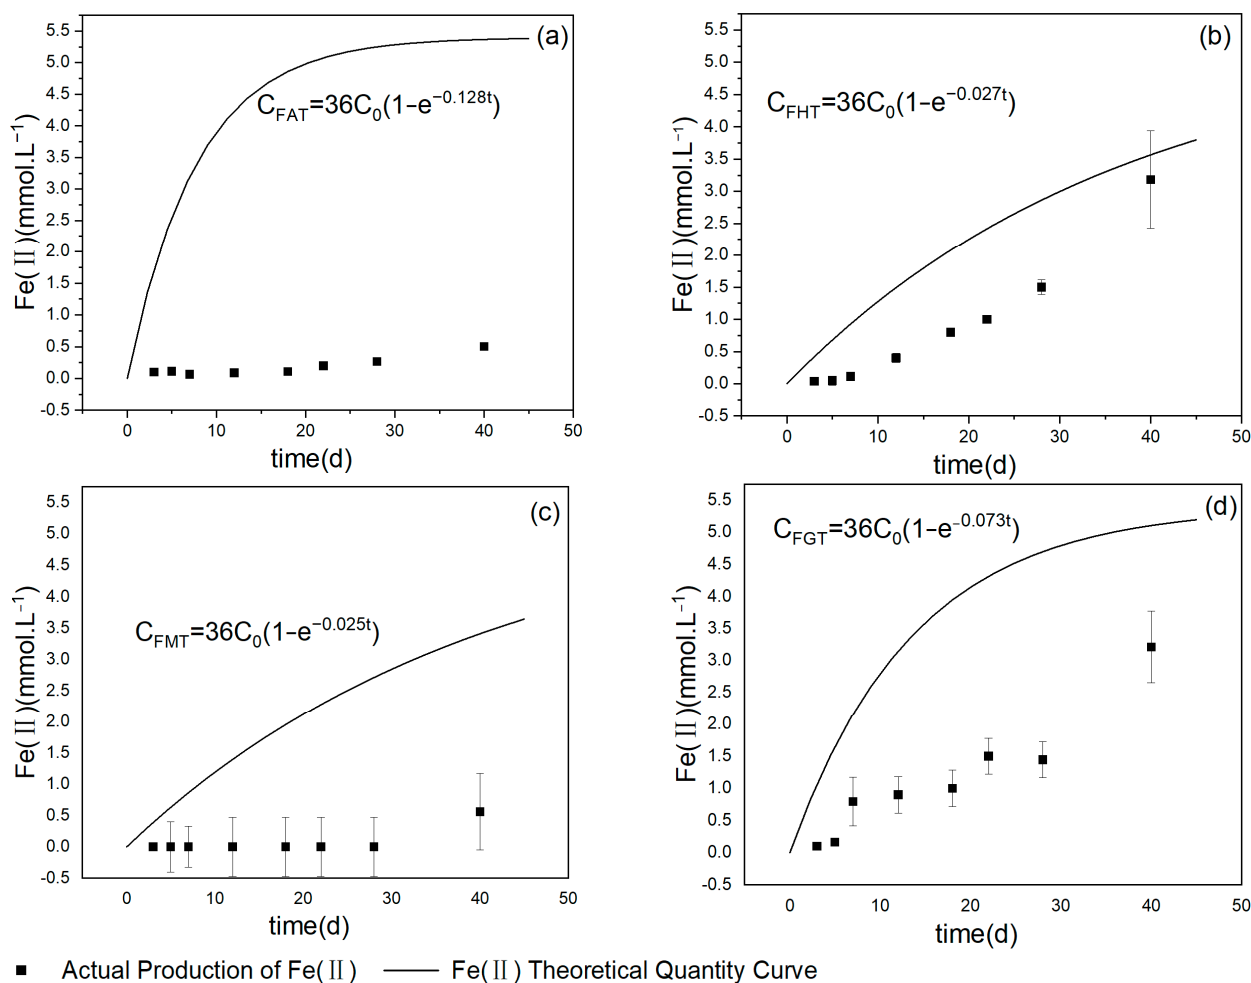 (a)
C_FAT=36C_0(1−e^−0.128t)
Fe(Ⅱ)(mmol.L^−1)
5.5
5.0
4.5
4.0
3.5
3.0
2.5
2.0
1.5
1.0
0.5
0.0
-0.5
0 10 20 30 40 50
time(d)
(b)
C_FHT=36C_0(1−e^−0.027t)
Fe(Ⅱ)(mmol.L^−1)
5.5
5.0
4.5
4.0
3.5
3.0
2.5
2.0
1.5
1.0
0.5
0.0
-0.5
0 10 20 30 40 50
time(d)
(c)
C_FMT=36C_0(1−e^−0.025t)
Fe(Ⅱ)(mmol.L^−1)
5.5
5.0
4.5
4.0
3.5
3.0
2.5
2.0
1.5
1.0
0.5
0.0
-0.5
0 10 20 30 40 50
time(d)
(d)
C_FGT=36C_0(1−e^−0.073t)
Fe(Ⅱ)(mmol.L^−1)
5.5
5.0
4.5
4.0
3.5
3.0
2.5
2.0
1.5
1.0
0.5
0.0
-0.5
0 10 20 30 40 50
time(d)
Actual Production of Fe(Ⅱ) Fe(Ⅱ) Theoretical Quantity Curve